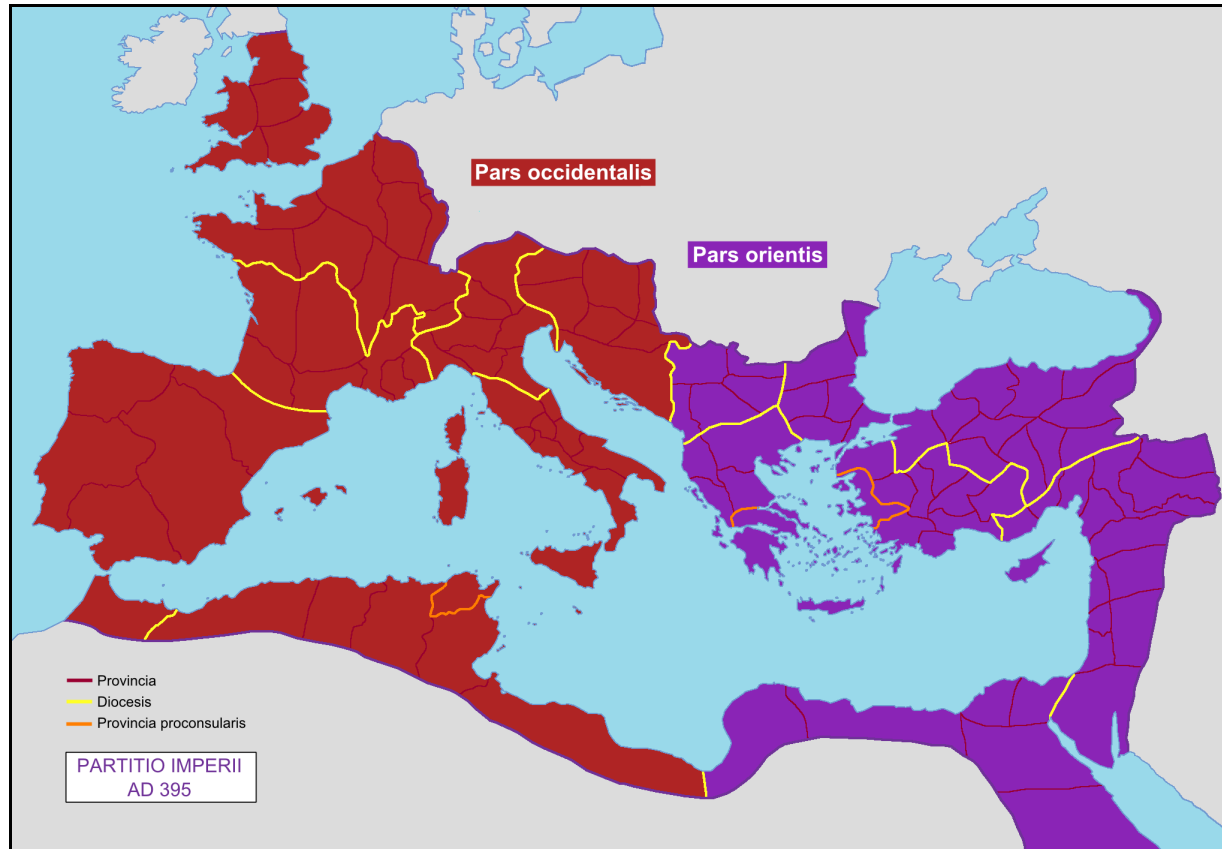 Pars occidentalis
Pars orientis
Provincia
Diocesis
Provincia proconsularis
PARTITIO IMPERII
AD 395